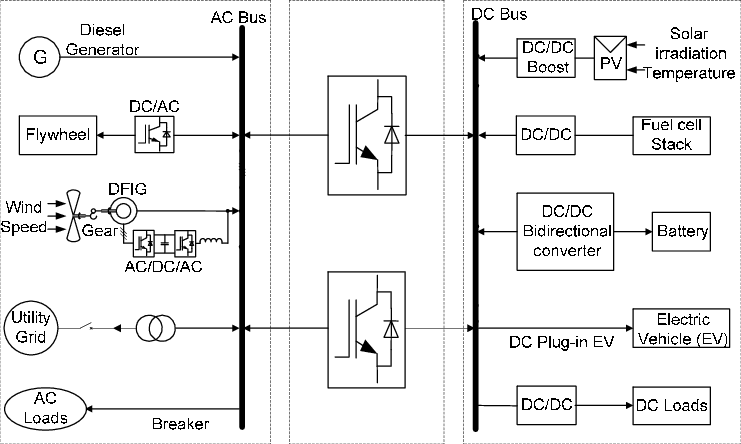 AC Bus
DC Bus
Diesel
Generator
G
DC/DC
Boost
PV
Solar
irradiation
Temperature
DC/AC
Flywheel
DC/DC
Fuel cell
Stack
Wind
Speed
Gear
DFIG
AC/DC/AC
DC/DC
Bidirectional
converter
Battery
Utility
Grid
DC Plug-in EV
Electric
Vehicle (EV)
AC
Loads
Breaker
DC/DC
DC Loads